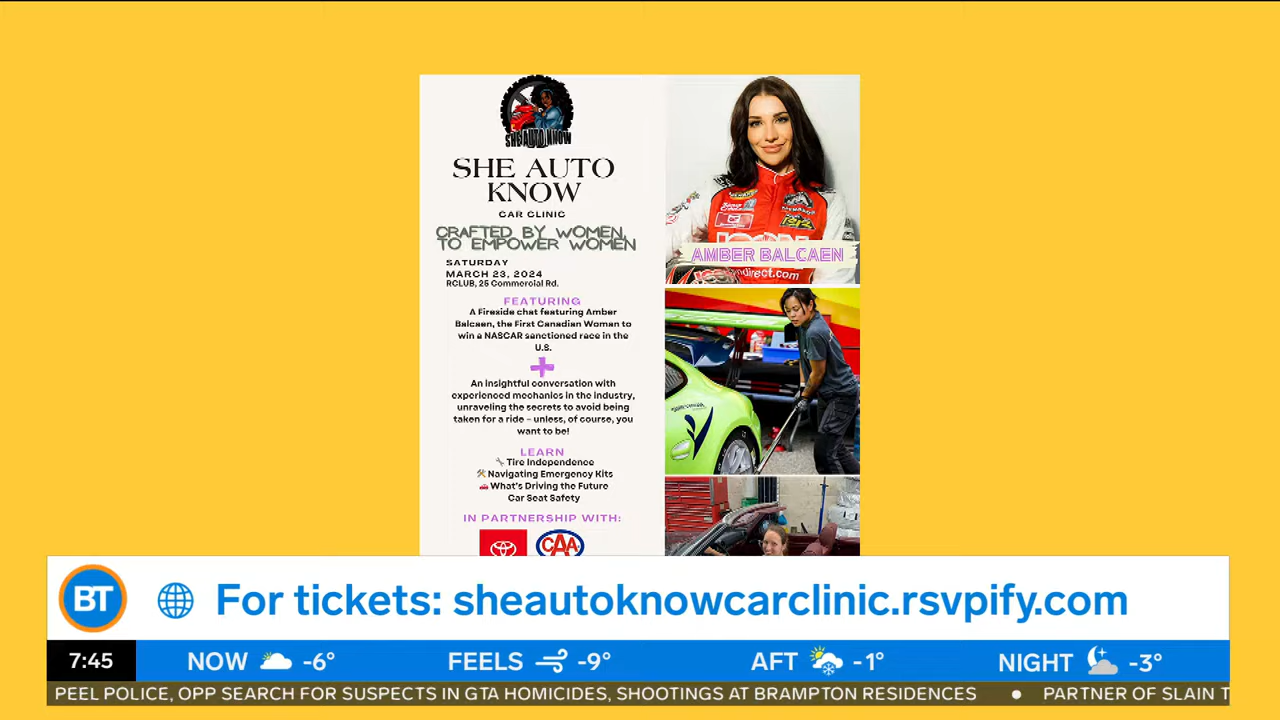 SHE AUTO KNOW
SHE AUTO
KNOW
CAR CLINIC
CRAFTED BY WOMEN,
TO EMPOWER WOMEN
SATURDAY
MARCH 23, 2024
RCLUB, 25 Commercial Rd.
FEATURING
A Fireside chat featuring Amber
Balcaen, the First Canadian Woman to
win a NASCAR sanctioned race in the
U.S.
An insightful conversation with
experienced mechanics in the industry,
unraveling the secrets to avoid being
taken for a ride – unless, of course, you
want to be!
LEARN
Tire Independence
Navigating Emergency Kits
What's Driving the Future
Car Seat Safety
IN PARTNERSHIP WITH:
CAA
AMBER BALCAEN
direct.com
BT
For tickets: sheautoknowcarclinic.rsvpify.com
7:45 NOW -6° FEELS -9° AFT -1° NIGHT -3°
PEEL POLICE, OPP SEARCH FOR SUSPECTS IN GTA HOMICIDES, SHOOTINGS AT BRAMPTON RESIDENCES • PARTNER OF SLAIN T